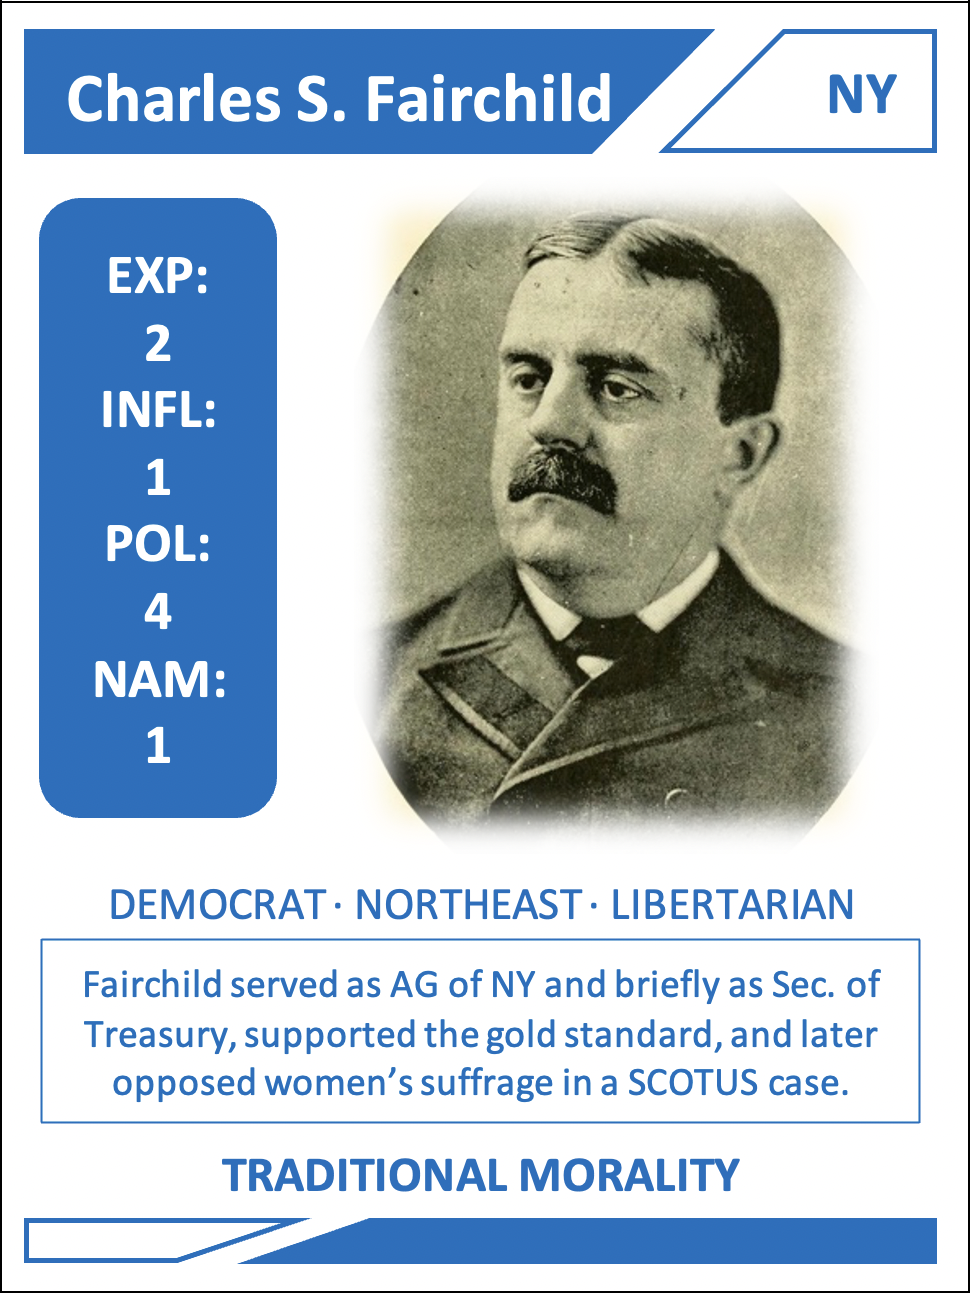 Charles S. Fairchild
NY
EXP:
2
INFL:
1
POL:
4
NAM:
1
DEMOCRAT · NORTHEAST · LIBERTARIAN
Fairchild served as AG of NY and briefly as Sec. of
Treasury, supported the gold standard, and later
opposed women’s suffrage in a SCOTUS case.
TRADITIONAL MORALITY